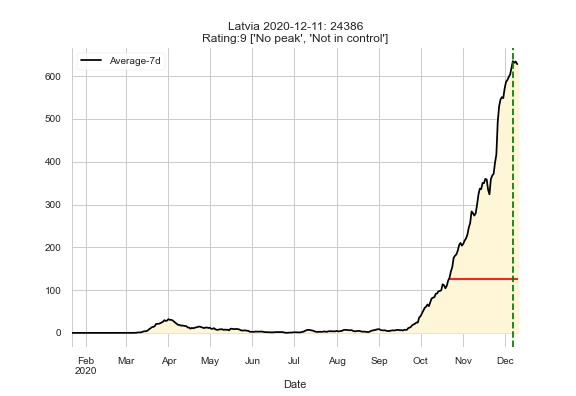 Latvia 2020-12-11: 24386
Rating:9 ['No peak', 'Not in control']
Average-7d
600
500
400
300
200
100
0
Feb Mar Apr May Jun Jul Aug Sep Oct Nov Dec
2020
Date